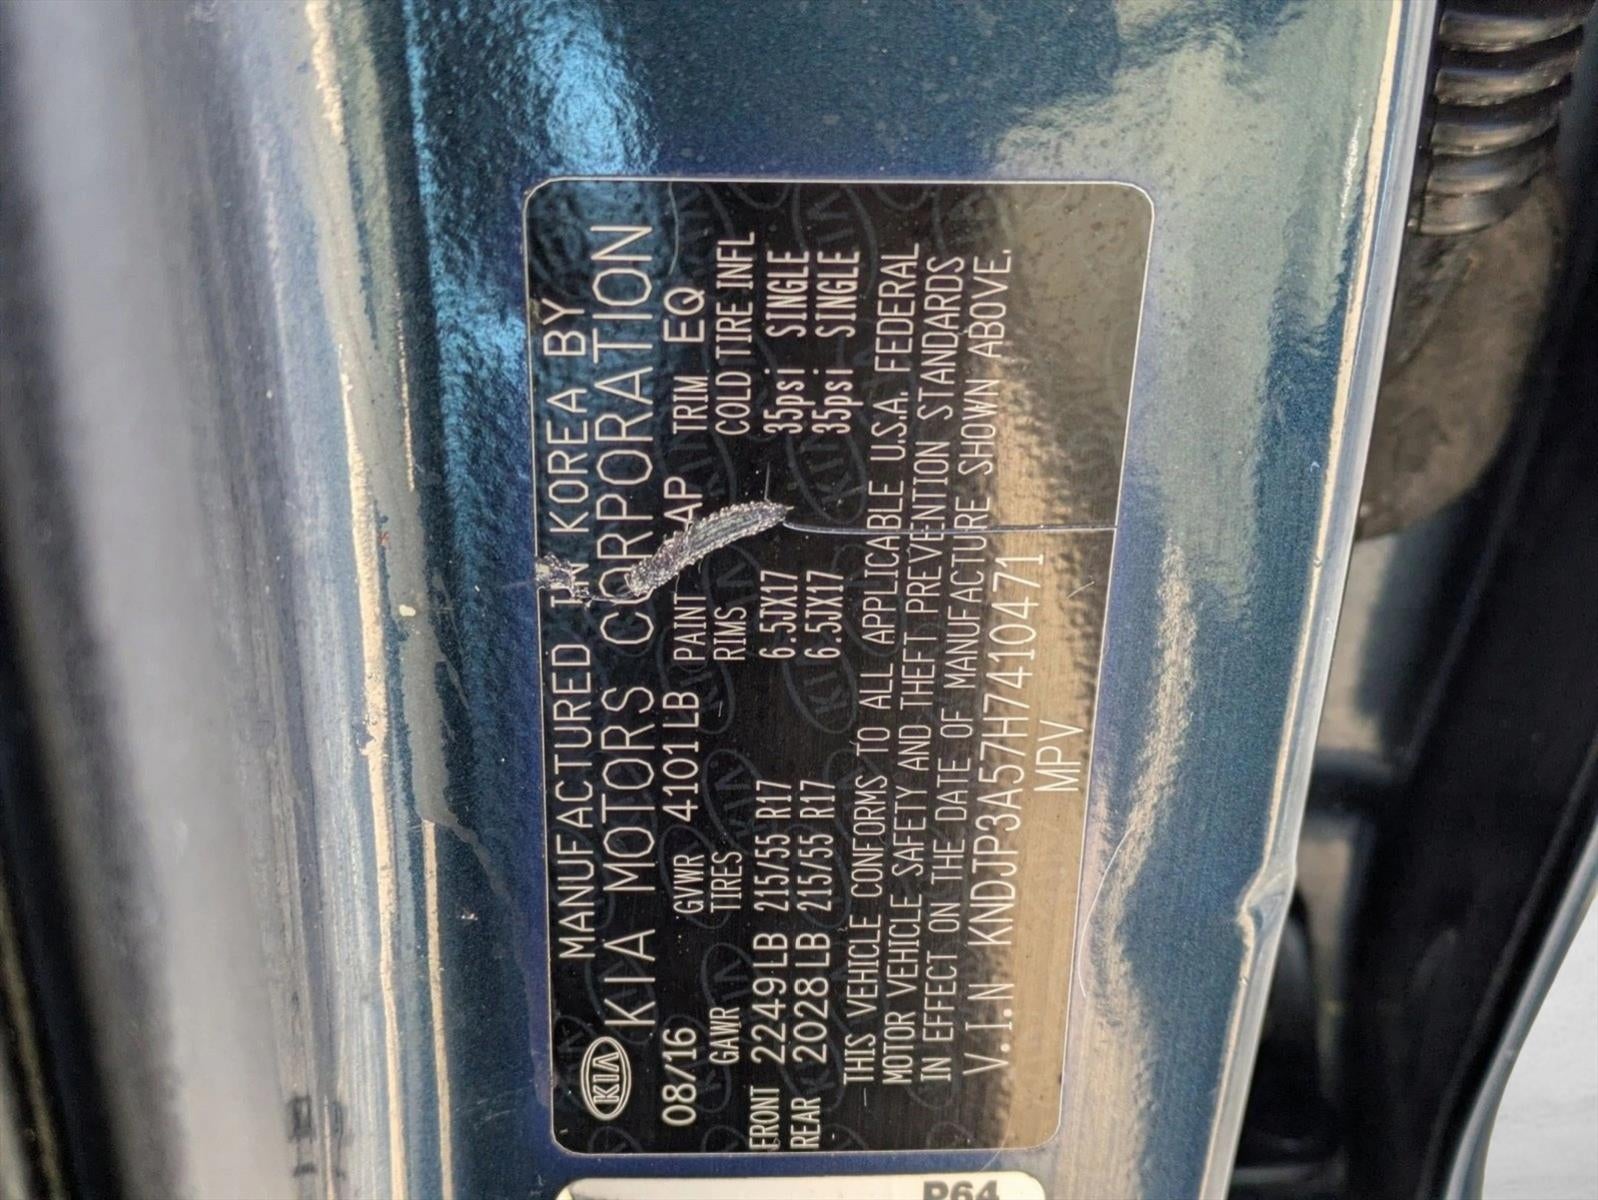 KIA
MANUFACTURED IN KOREA BY
KIA MOTORS CORPORATION
08/16 GVWR 4101LB PAINT AP TRIM EQ
GAWR TIRES RIMS COLD TIRE INFL
FRONT 2249LB 215/55 R17 6.5JX17 35psi SINGLE
REAR 2028LB 215/55 R17 6.5JX17 35psi SINGLE
THIS VEHICLE CONFORMS TO ALL APPLICABLE U.S.A. FEDERAL
MOTOR VEHICLE SAFETY AND THEFT PREVENTION STANDARDS
IN EFFECT ON THE DATE OF MANUFACTURE SHOWN ABOVE.
V.I.N KNDJP3A57H7410471
MPV
P64